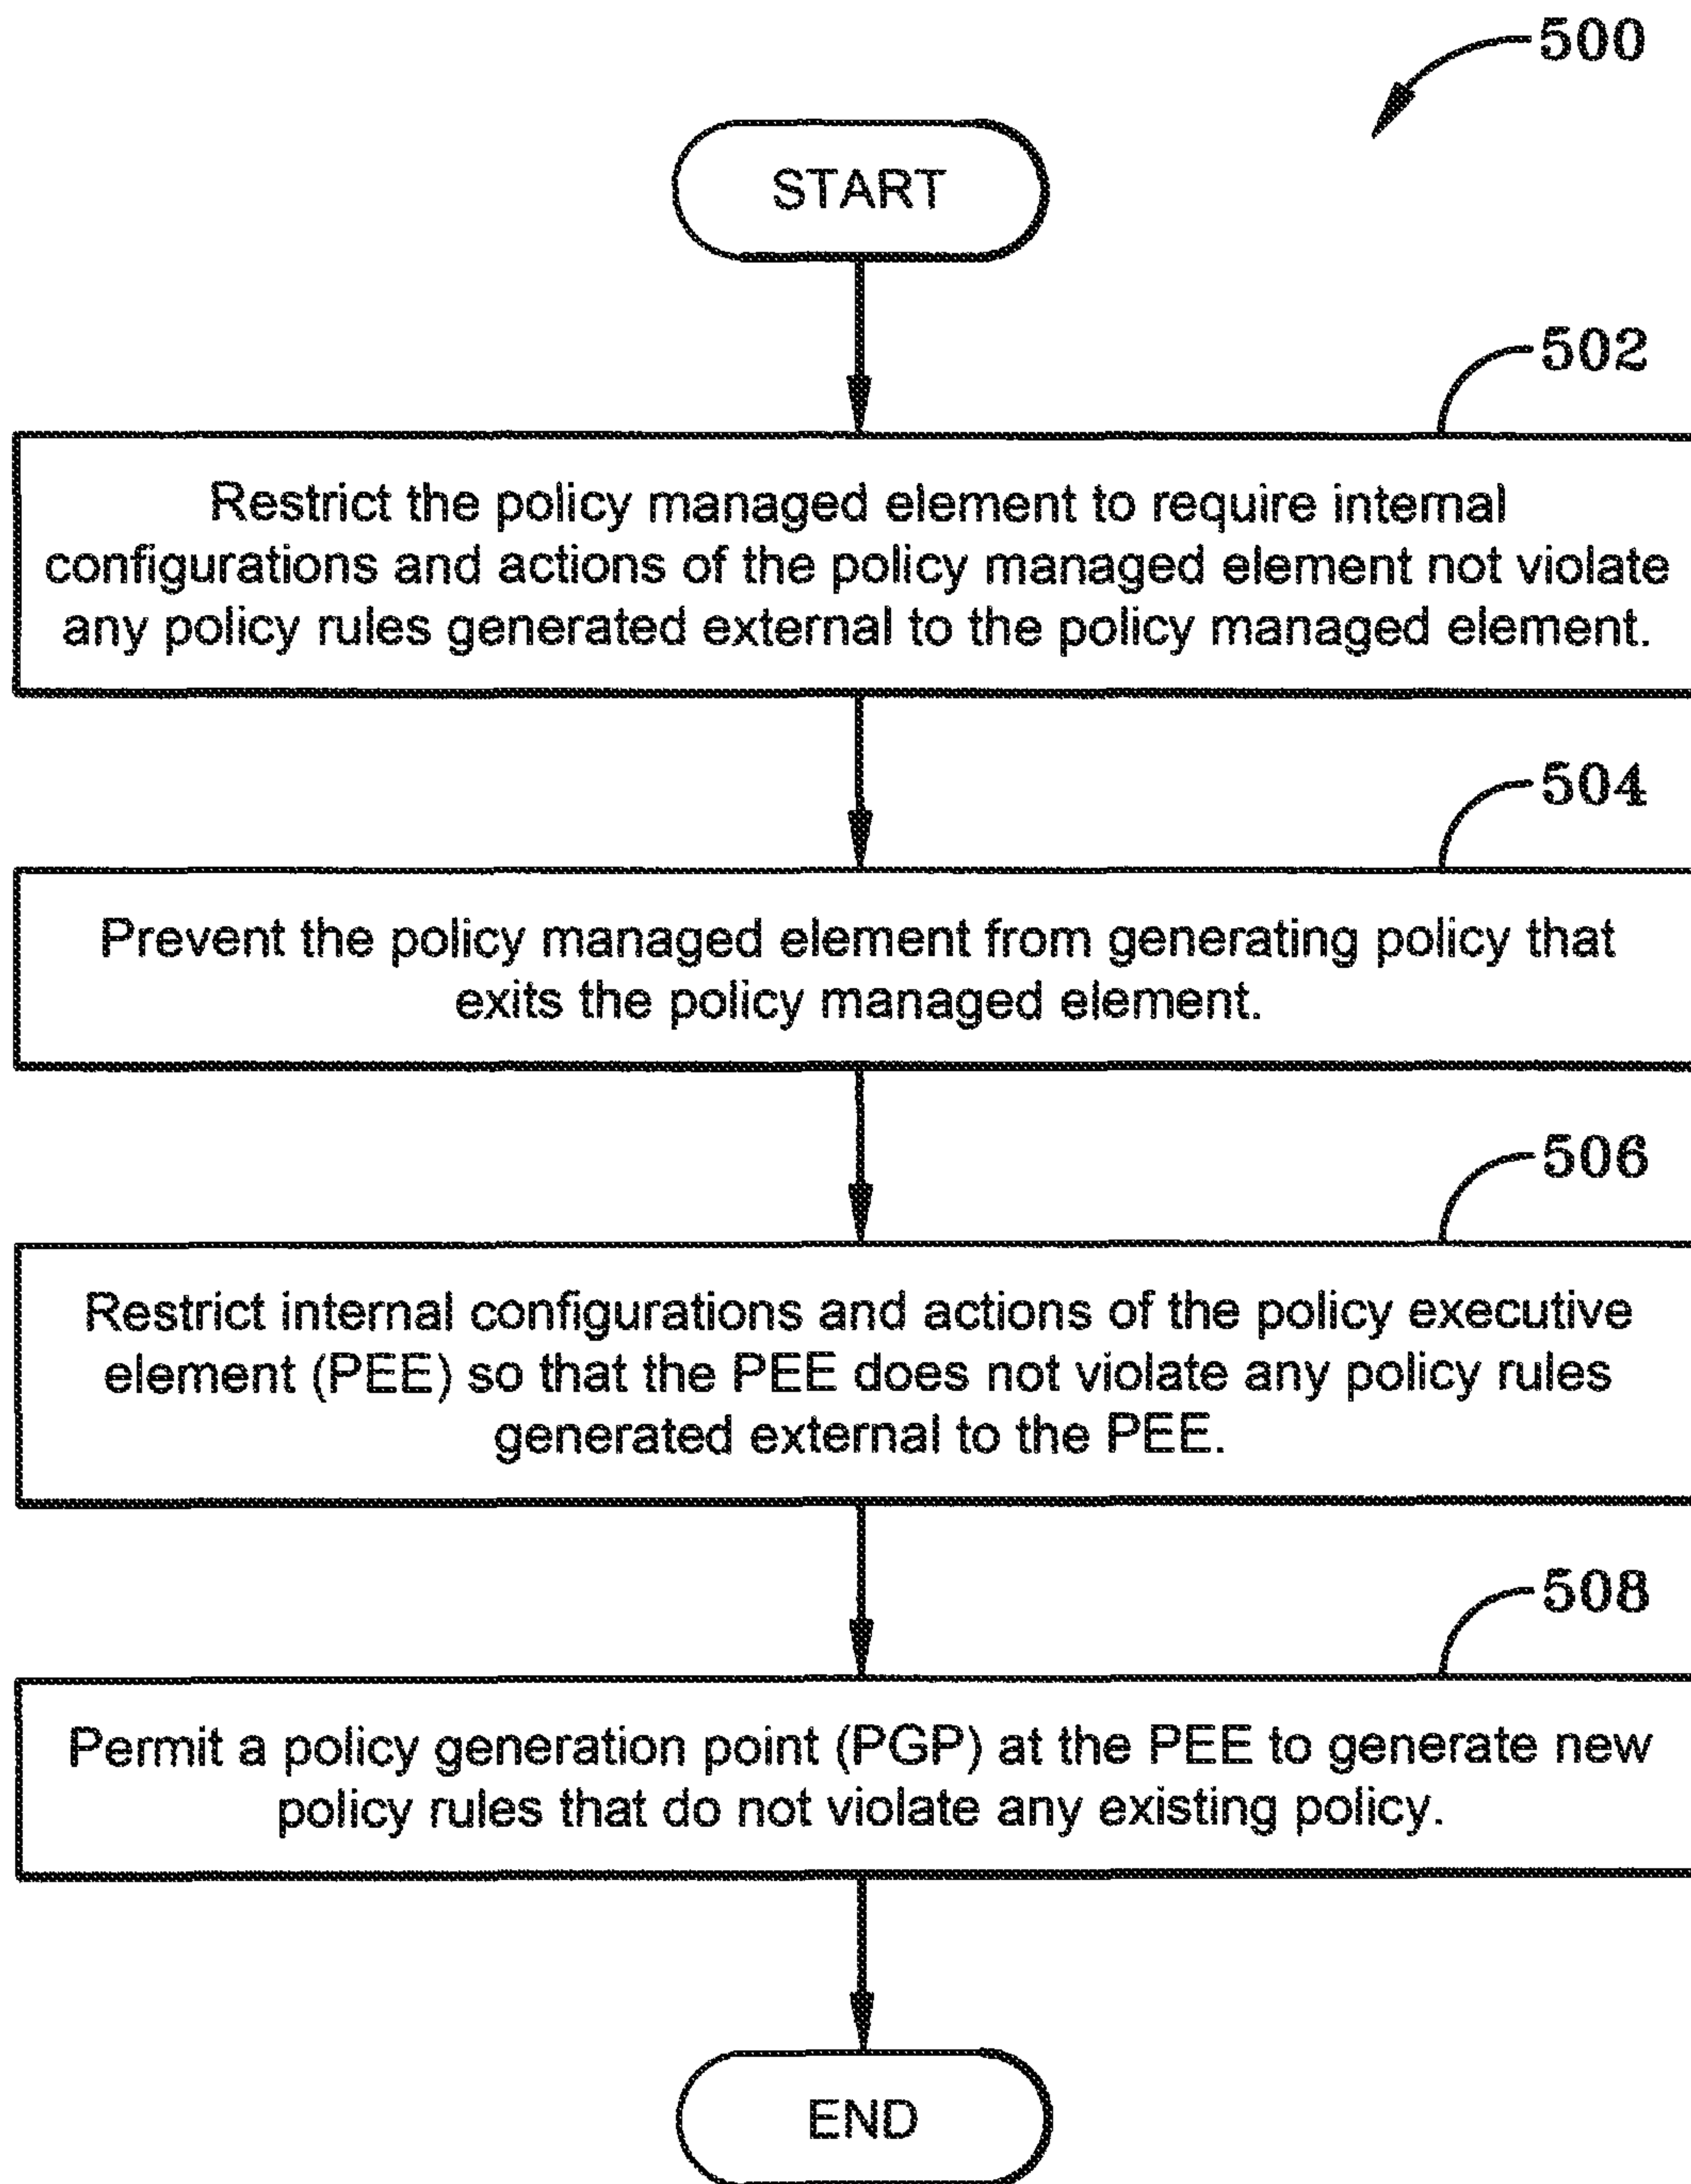 500
START
502
Restrict the policy managed element to require internal
configurations and actions of the policy managed element not violate
any policy rules generated external to the policy managed element.
504
Prevent the policy managed element from generating policy that
exits the policy managed element.
506
Restrict internal configurations and actions of the policy executive
element (PEE) so that the PEE does not violate any policy rules
generated external to the PEE.
508
Permit a policy generation point (PGP) at the PEE to generate new
policy rules that do not violate any existing policy.
END